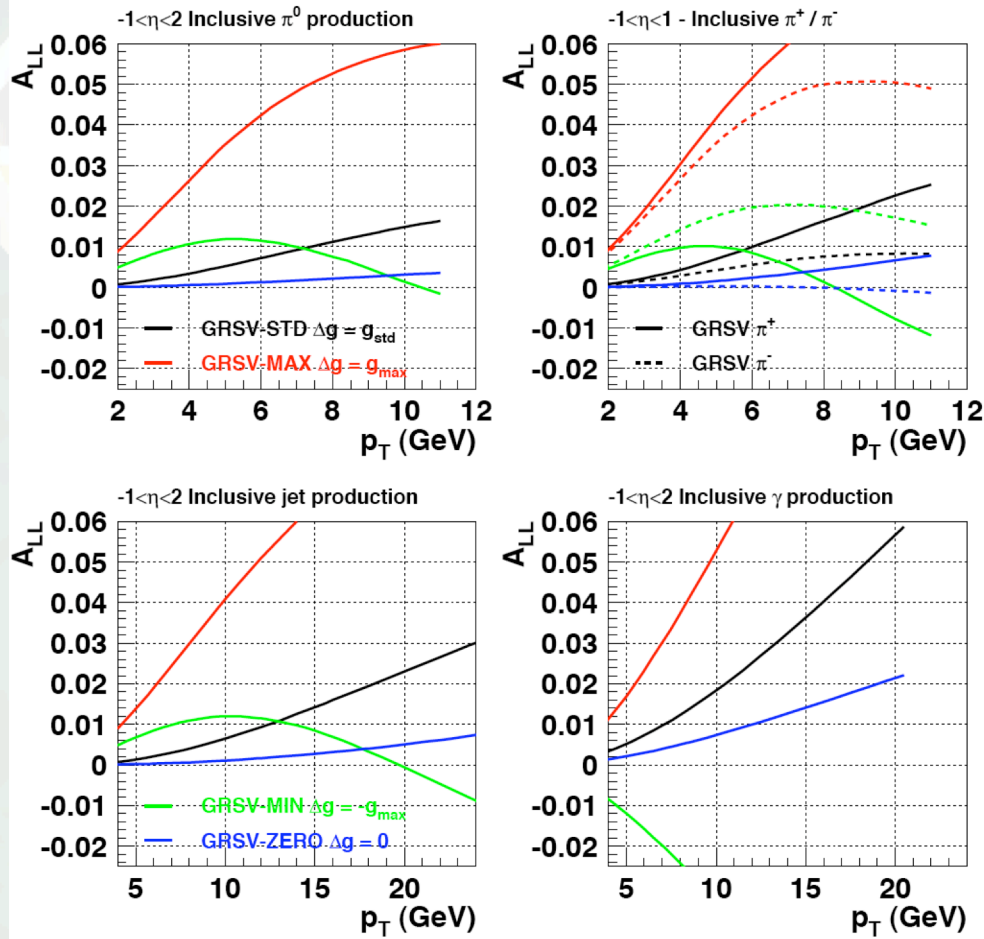 -1<η<2 Inclusive π⁰ production
A_LL
0.06
0.05
0.04
0.03
0.02
0.01
0
-0.01
-0.02
GRSV-STD Δg = g_std
GRSV-MAX Δg = g_max
2 4 6 8 10 12
p_T (GeV)
-1<η<1 - Inclusive π⁺ / π⁻
A_LL
0.06
0.05
0.04
0.03
0.02
0.01
0
-0.01
-0.02
GRSV π⁺
GRSV π⁻
2 4 6 8 10 12
p_T (GeV)
-1<η<2 Inclusive jet production
A_LL
0.06
0.05
0.04
0.03
0.02
0.01
0
-0.01
-0.02
GRSV-MIN Δg = -g_max
GRSV-ZERO Δg = 0
5 10 15 20
p_T (GeV)
-1<η<2 Inclusive γ production
A_LL
0.06
0.05
0.04
0.03
0.02
0.01
0
-0.01
-0.02
5 10 15 20
p_T (GeV)